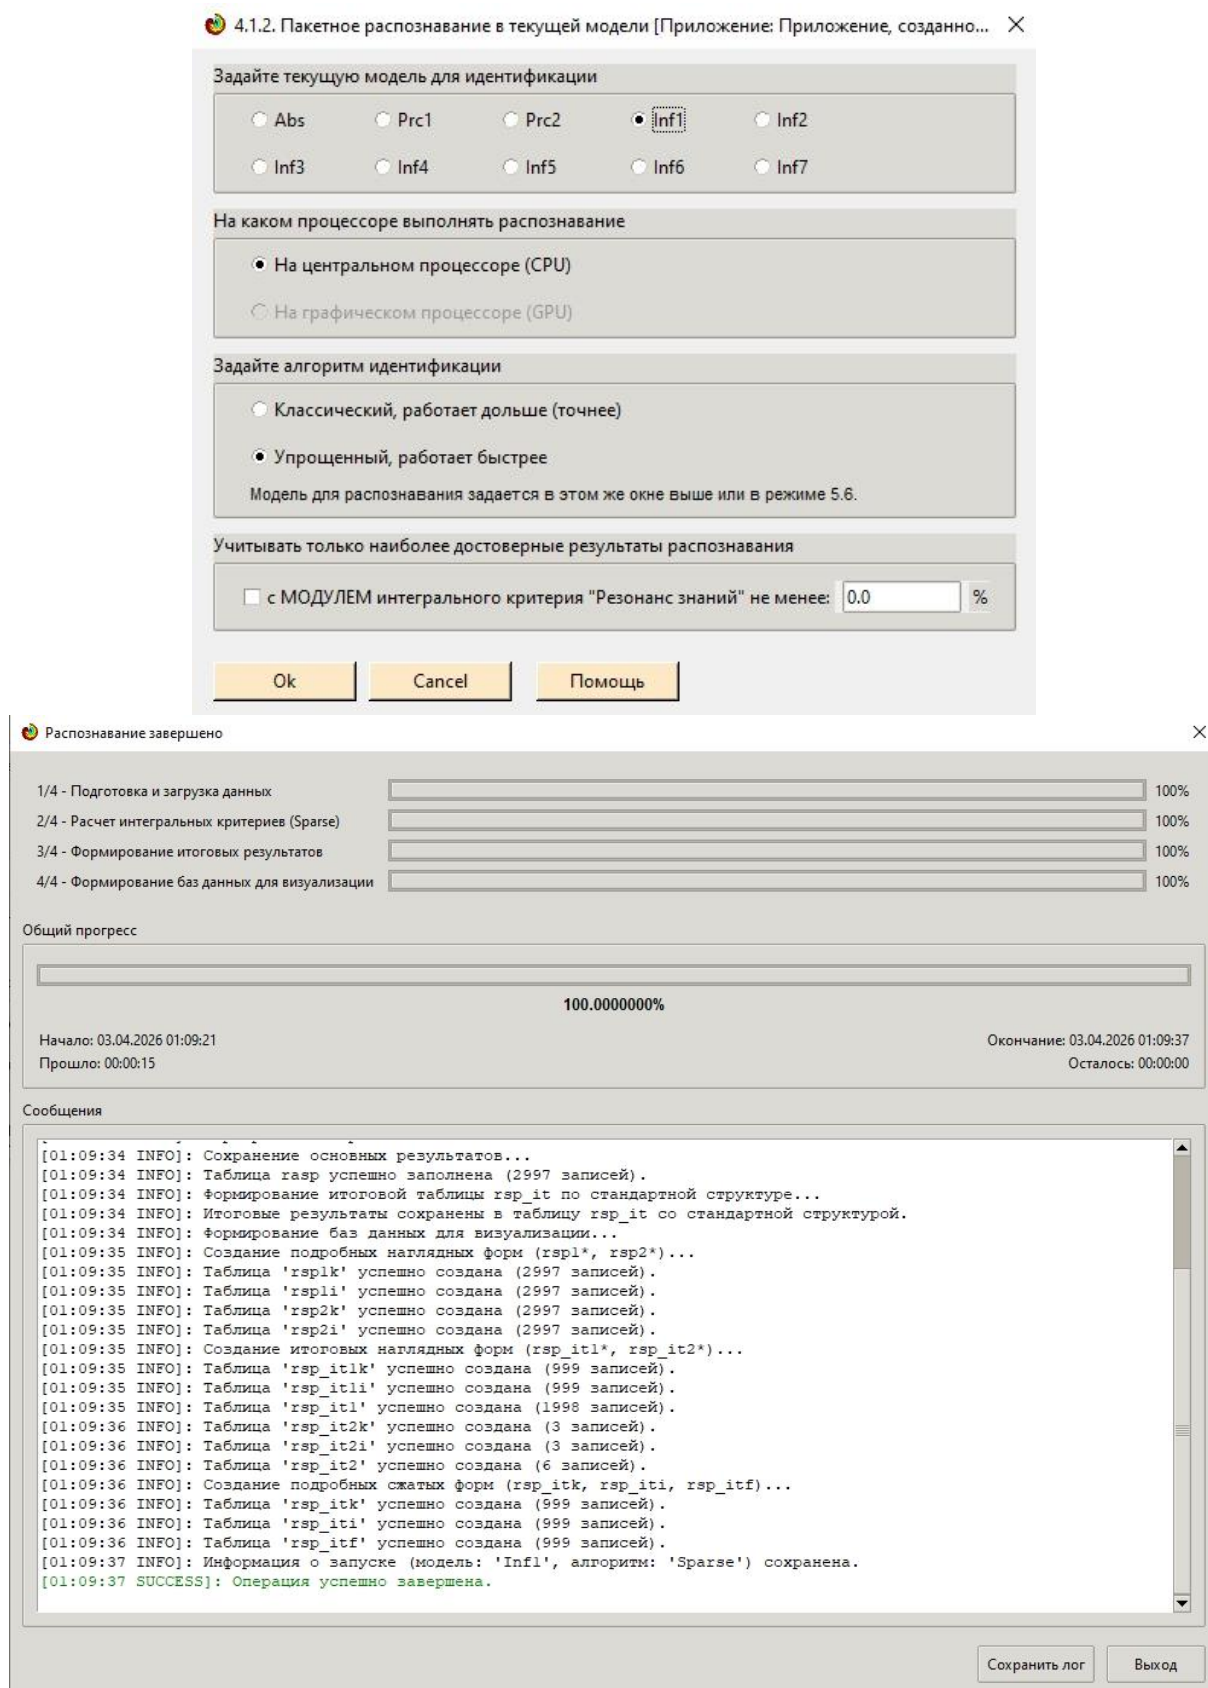 4.1.2. Пакетное распознавание в текущей модели [Приложение: Приложение, созданно...
Задайте текущую модель для идентификации
Abs Prc1 Prc2 Inf1 Inf2
Inf3 Inf4 Inf5 Inf6 Inf7
На каком процессоре выполнять распознавание
На центральном процессоре (CPU)
На графическом процессоре (GPU)
Задайте алгоритм идентификации
Классический, работает дольше (точнее)
Упрощенный, работает быстрее
Модель для распознавания задается в этом же окне выше или в режиме 5.6.
Учитывать только наиболее достоверные результаты распознавания
с МОДУЛЕМ интегрального критерия "Резонанс знаний" не менее: 0.0 %
Ok Cancel Помощь
Распознавание завершено
1/4 - Подготовка и загрузка данных 100%
2/4 - Расчет интегральных критериев (Sparse) 100%
3/4 - Формирование итоговых результатов 100%
4/4 - Формирование баз данных для визуализации 100%
Общий прогресс
100.0000000%
Начало: 03.04.2026 01:09:21 Окончание: 03.04.2026 01:09:37
Прошло: 00:00:15 Осталось: 00:00:00
Сообщения
[01:09:34 INFO]: Сохранение основных результатов...
[01:09:34 INFO]: Таблица rasp успешно заполнена (2997 записей).
[01:09:34 INFO]: Формирование итоговой таблицы rsp_it по стандартной структуре...
[01:09:34 INFO]: Итоговые результаты сохранены в таблицу rsp_it со стандартной структурой.
[01:09:34 INFO]: Формирование баз данных для визуализации...
[01:09:35 INFO]: Создание подробных наглядных форм (rsp1*, rsp2*)...
[01:09:35 INFO]: Таблица 'rsp1k' успешно создана (2997 записей).
[01:09:35 INFO]: Таблица 'rsp1i' успешно создана (2997 записей).
[01:09:35 INFO]: Таблица 'rsp2k' успешно создана (2997 записей).
[01:09:35 INFO]: Таблица 'rsp2i' успешно создана (2997 записей).
[01:09:35 INFO]: Создание итоговых наглядных форм (rsp_it1*, rsp_it2*)...
[01:09:35 INFO]: Таблица 'rsp_it1k' успешно создана (999 записей).
[01:09:35 INFO]: Таблица 'rsp_it1i' успешно создана (999 записей).
[01:09:35 INFO]: Таблица 'rsp_it1' успешно создана (1998 записей).
[01:09:36 INFO]: Таблица 'rsp_it2k' успешно создана (3 записей).
[01:09:36 INFO]: Таблица 'rsp_it2i' успешно создана (3 записей).
[01:09:36 INFO]: Таблица 'rsp_it2' успешно создана (6 записей).
[01:09:36 INFO]: Создание подробных сжатых форм (rsp_itk, rsp_iti, rsp_itf)...
[01:09:36 INFO]: Таблица 'rsp_itk' успешно создана (999 записей).
[01:09:36 INFO]: Таблица 'rsp_iti' успешно создана (999 записей).
[01:09:36 INFO]: Таблица 'rsp_itf' успешно создана (999 записей).
[01:09:37 INFO]: Информация о запуске (модель: 'Inf1', алгоритм: 'Sparse') сохранена.
[01:09:37 SUCCESS]: Операция успешно завершена.
Сохранить лог Выход